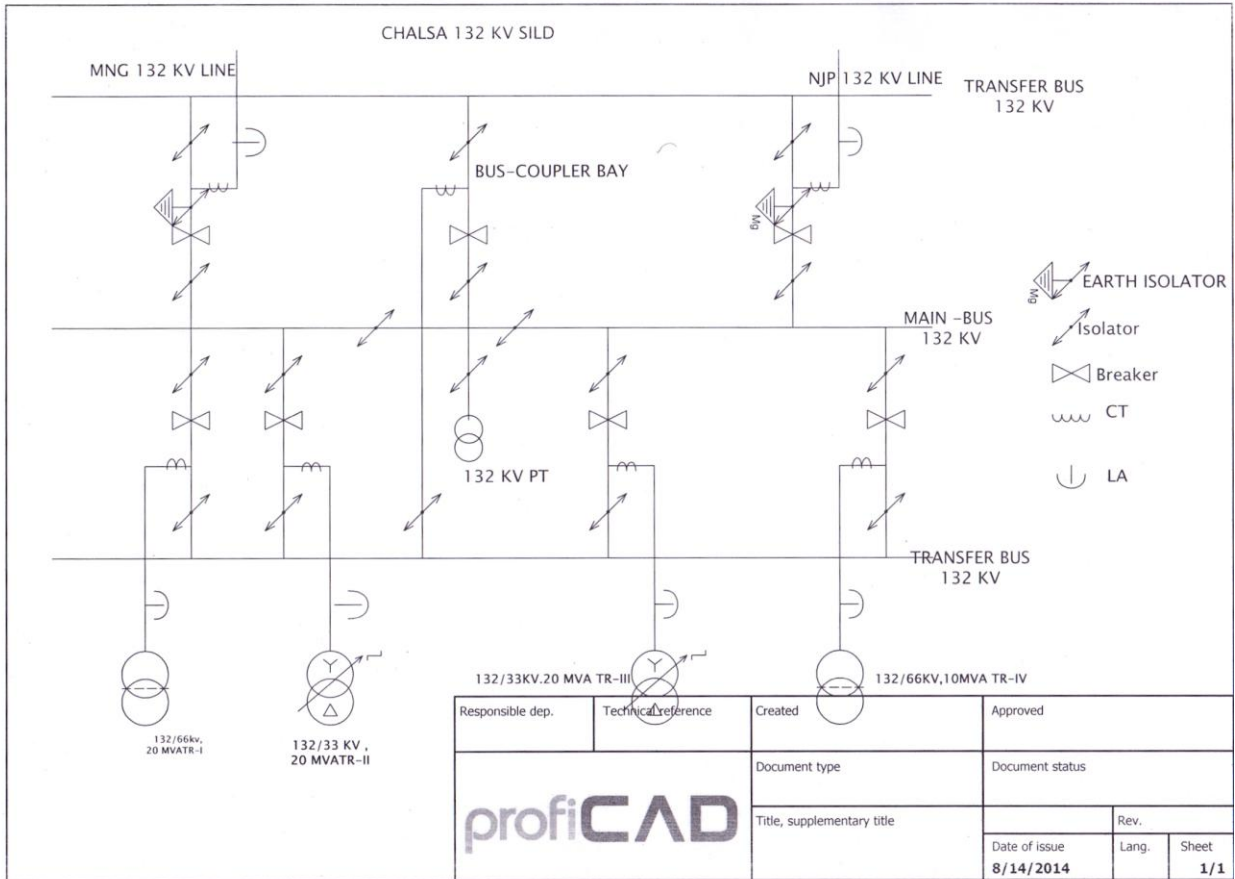 CHALSA 132 KV SILD
MNG 132 KV LINE
NJP 132 KV LINE
TRANSFER BUS
132 KV
BUS-COUPLER BAY
Mg
EARTH ISOLATOR
Mg
MAIN -BUS
132 KV
Isolator
Breaker
CT
132 KV PT
LA
TRANSFER BUS
132 KV
132/33KV.20 MVA TR-III
132/66KV,10MVA TR-IV
132/66kv,
20 MVATR-I
132/33 KV ,
20 MVATR-II
Responsible dep.
Technical reference
Created
Approved
Document type
Document status
profiCAD
Title, supplementary title
Rev.
Date of issue
Lang.
Sheet
8/14/2014
1/1